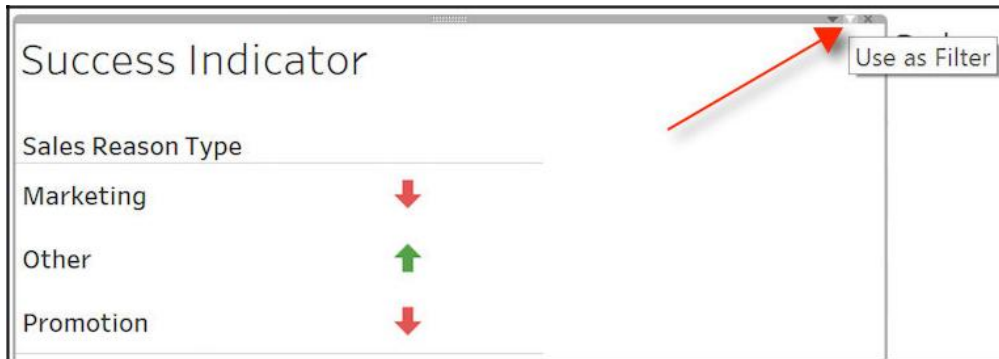 Success Indicator
Use as Filter
Sales Reason Type
Marketing
Other
Promotion